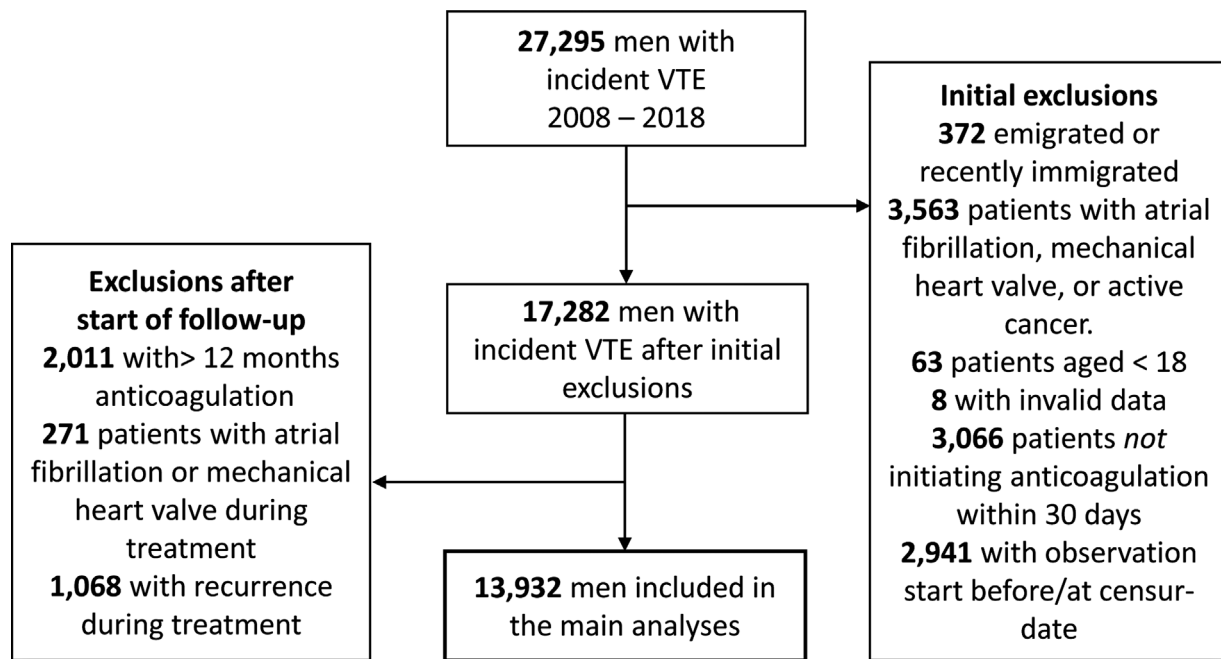 27,295 men with
incident VTE
2008 – 2018
Initial exclusions
372 emigrated or
recently immigrated
3,563 patients with atrial
fibrillation, mechanical
heart valve, or active
cancer.
63 patients aged < 18
8 with invalid data
3,066 patients not
initiating anticoagulation
within 30 days
2,941 with observation
start before/at censur-
date
17,282 men with
incident VTE after initial
exclusions
Exclusions after
start of follow-up
2,011 with> 12 months
anticoagulation
271 patients with atrial
fibrillation or mechanical
heart valve during
treatment
1,068 with recurrence
during treatment
13,932 men included in
the main analyses